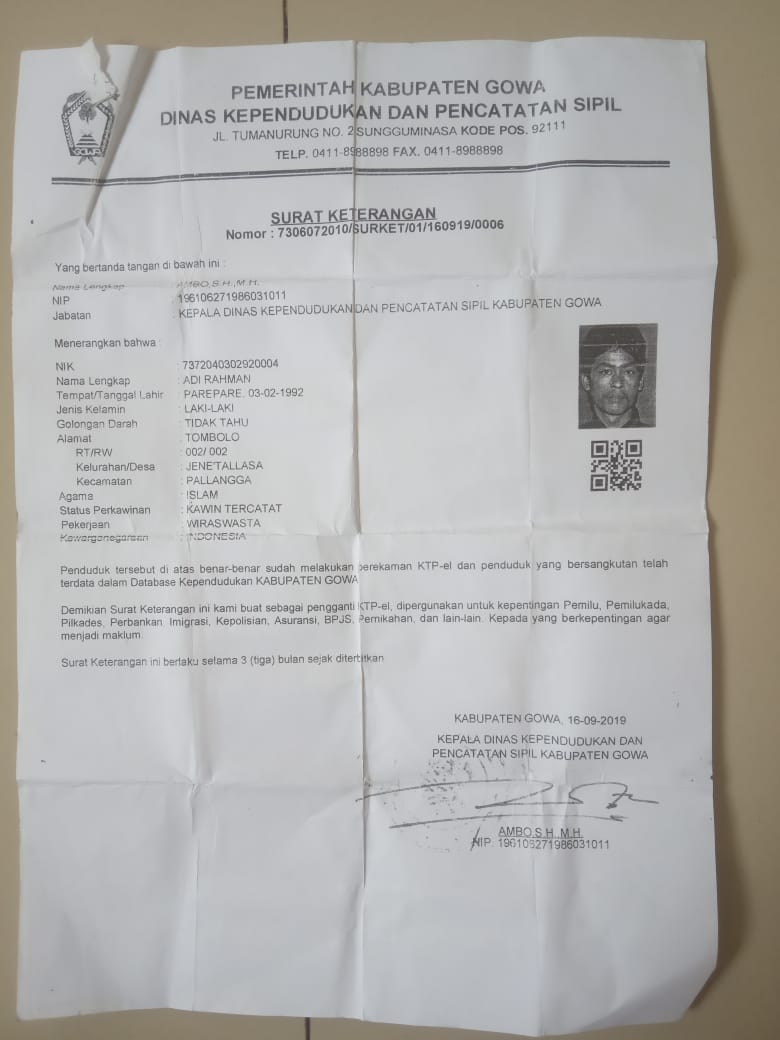 PEMERINTAH KABUPATEN GOWA
DINAS KEPENDUDUKAN DAN PENCATATAN SIPIL
JL. TUMANURUNG NO. 2 SUNGGUMINASA KODE POS. 92111
TELP. 0411-8988898 FAX. 0411-8988898
GOWA
SURAT KETERANGAN
Nomor : 7306072010/SURKET/01/160919/0006
Yang bertanda tangan di bawah ini :
Nama Lengkap : AMBO,S.H.,M.H.
NIP : 196106271986031011
Jabatan : KEPALA DINAS KEPENDUDUKAN DAN PENCATATAN SIPIL KABUPATEN GOWA
Menerangkan bahwa :
NIK : 7372040302920004
Nama Lengkap : ADI RAHMAN
Tempat/Tanggal Lahir : PAREPARE, 03-02-1992
Jenis Kelamin : LAKI-LAKI
Golongan Darah : TIDAK TAHU
Alamat : TOMBOLO
RT/RW : 002/ 002
Kelurahan/Desa : JENE'TALLASA
Kecamatan : PALLANGGA
Agama : ISLAM
Status Perkawinan : KAWIN TERCATAT
Pekerjaan : WIRASWASTA
Kewarganegaraan : INDONESIA
Penduduk tersebut di atas benar-benar sudah melakukan perekaman KTP-el dan penduduk yang bersangkutan telah
terdata dalam Database Kependudukan KABUPATEN GOWA
Demikian Surat Keterangan ini kami buat sebagai pengganti KTP-el, dipergunakan untuk kepentingan Pemilu, Pemilukada,
Pilkades, Perbankan, Imigrasi, Kepolisian, Asuransi, BPJS, Pernikahan, dan lain-lain. Kepada yang berkepentingan agar
menjadi maklum.
Surat Keterangan ini berlaku selama 3 (tiga) bulan sejak diterbitkan
KABUPATEN GOWA, 16-09-2019
KEPALA DINAS KEPENDUDUKAN DAN
PENCATATAN SIPIL KABUPATEN GOWA
AMBO,S.H.,M.H.
NIP. 196106271986031011